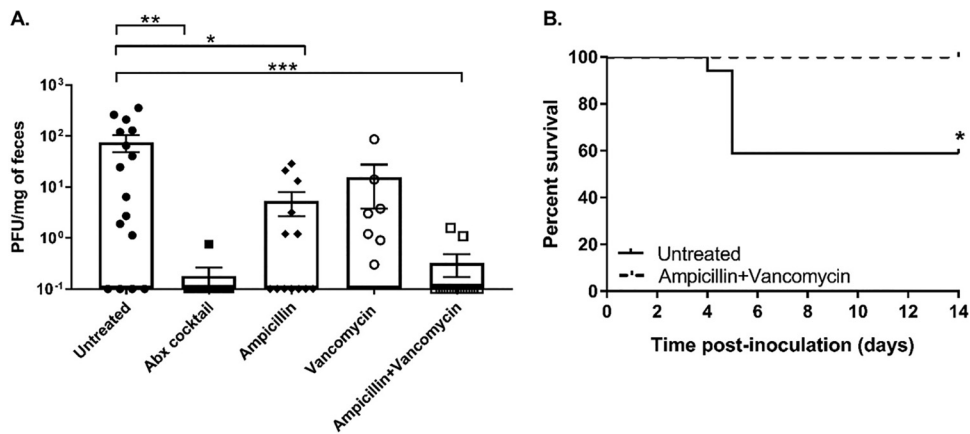 A.
**
*
***
PFU/mg of feces
10³
10²
10¹
10⁰
10⁻¹
Untreated
Abx cocktail
Ampicillin
Vancomycin
Ampicillin+Vancomycin
B.
Percent survival
100
80
60
40
20
0
*
Untreated
Ampicillin+Vancomycin
0 2 4 6 8 10 12 14
Time post-inoculation (days)